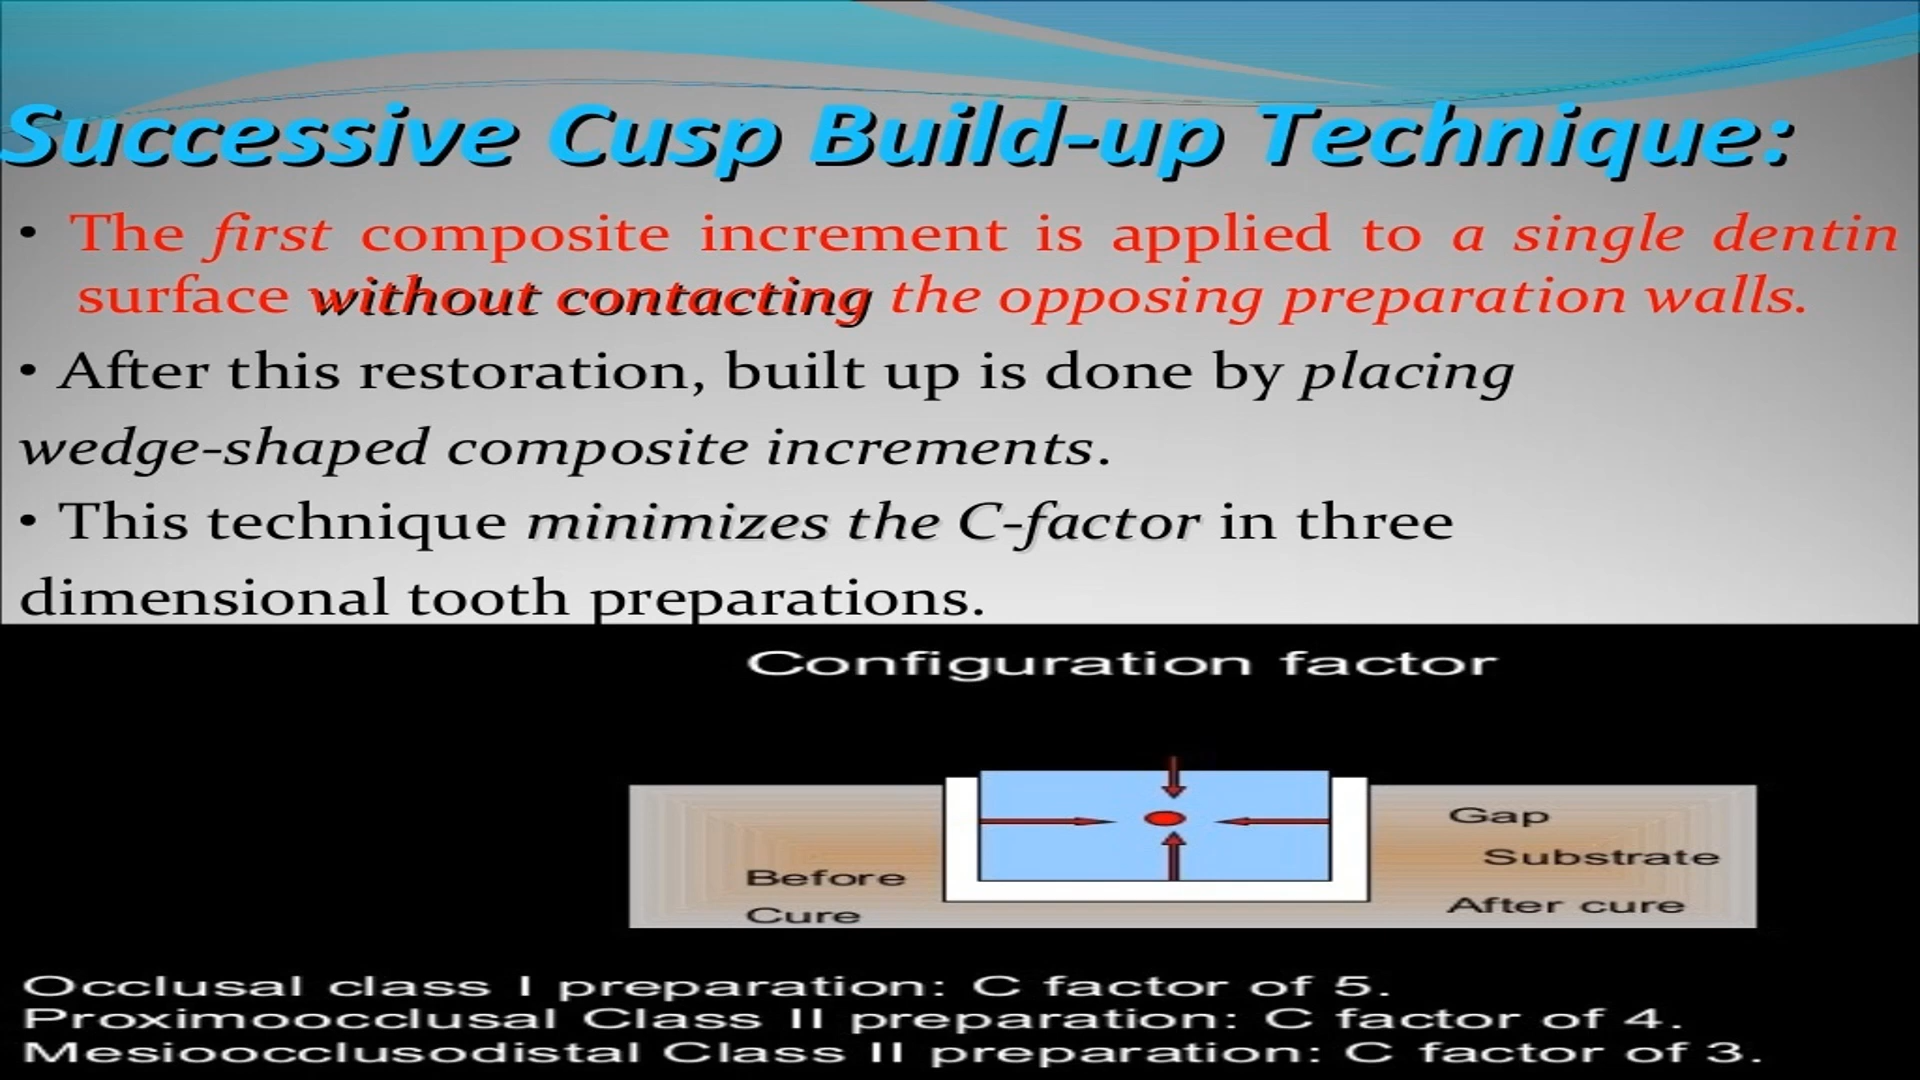 Successive Cusp Build-up Technique:
• The first composite increment is applied to a single dentin
surface without contacting the opposing preparation walls.
• After this restoration, built up is done by placing
wedge-shaped composite increments.
• This technique minimizes the C-factor in three
dimensional tooth preparations.
Configuration factor
Before
Cure
Gap
Substrate
After cure
Occlusal class I preparation: C factor of 5.
Proximoocclusal Class II preparation: C factor of 4.
Mesioocclusodistal Class II preparation: C factor of 3.